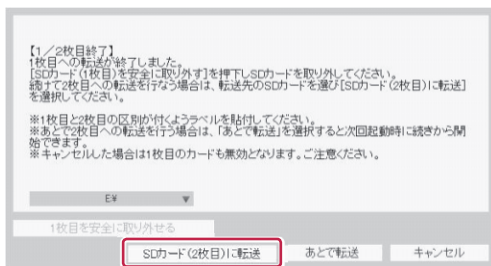 【1／2枚目終了】
1枚目への転送が終了しました。
[SDカード(1枚目)を安全に取り外す]を押下しSDカードを取り外してください。
続けて2枚目への転送を行なう場合は、転送先のSDカードを選び[SDカード(2枚目)に転送]
を選択してください。
※1枚目と2枚目の区別が付くようラベルを貼付してください。
※あとで2枚目への転送を行う場合は、「あとで転送」を選択すると次回起動時に続きから開
始できます。
※キャンセルした場合は1枚目のカードも無効となります。ご注意ください。
E¥
1枚目を安全に取り外せる
SDカード(2枚目)に転送
あとで転送
キャンセル